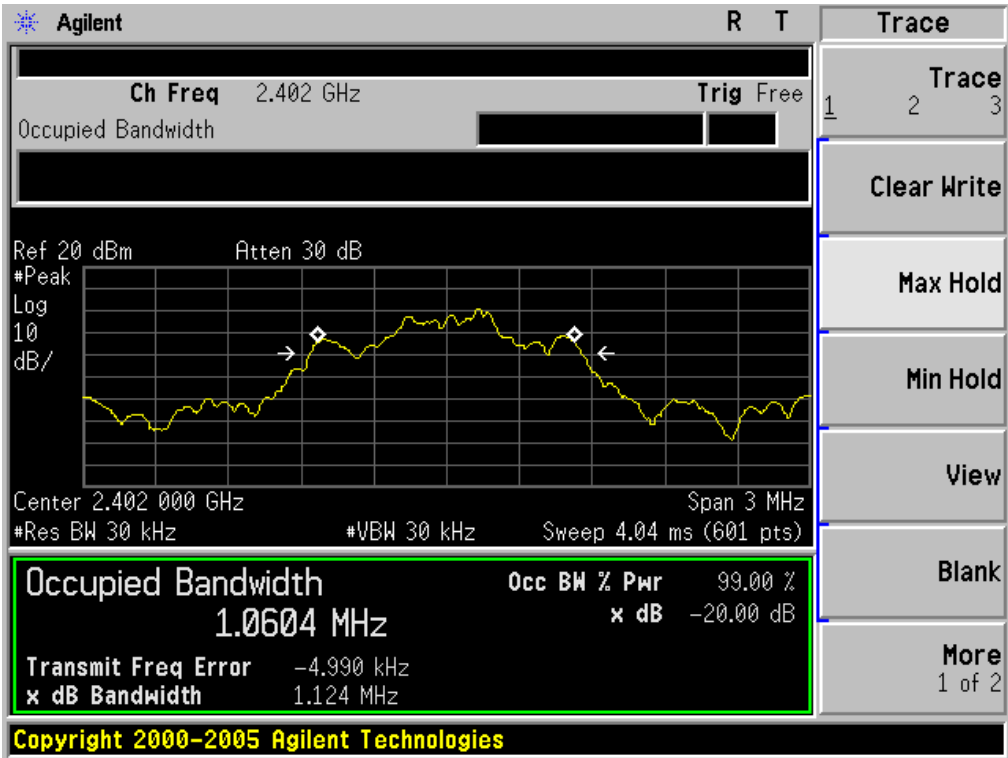 Agilent R T Trace
Ch Freq 2.402 GHz Trig Free
Occupied Bandwidth
Trace
1 2 3
Clear Write
Max Hold
Min Hold
View
Blank
More
1 of 2
Ref 20 dBm Atten 30 dB
#Peak
Log
10
dB/
Center 2.402 000 GHz Span 3 MHz
#Res BW 30 kHz #VBW 30 kHz Sweep 4.04 ms (601 pts)
Occupied Bandwidth Occ BW % Pwr 99.00 %
1.0604 MHz x dB -20.00 dB
Transmit Freq Error -4.990 kHz
x dB Bandwidth 1.124 MHz
Copyright 2000-2005 Agilent Technologies